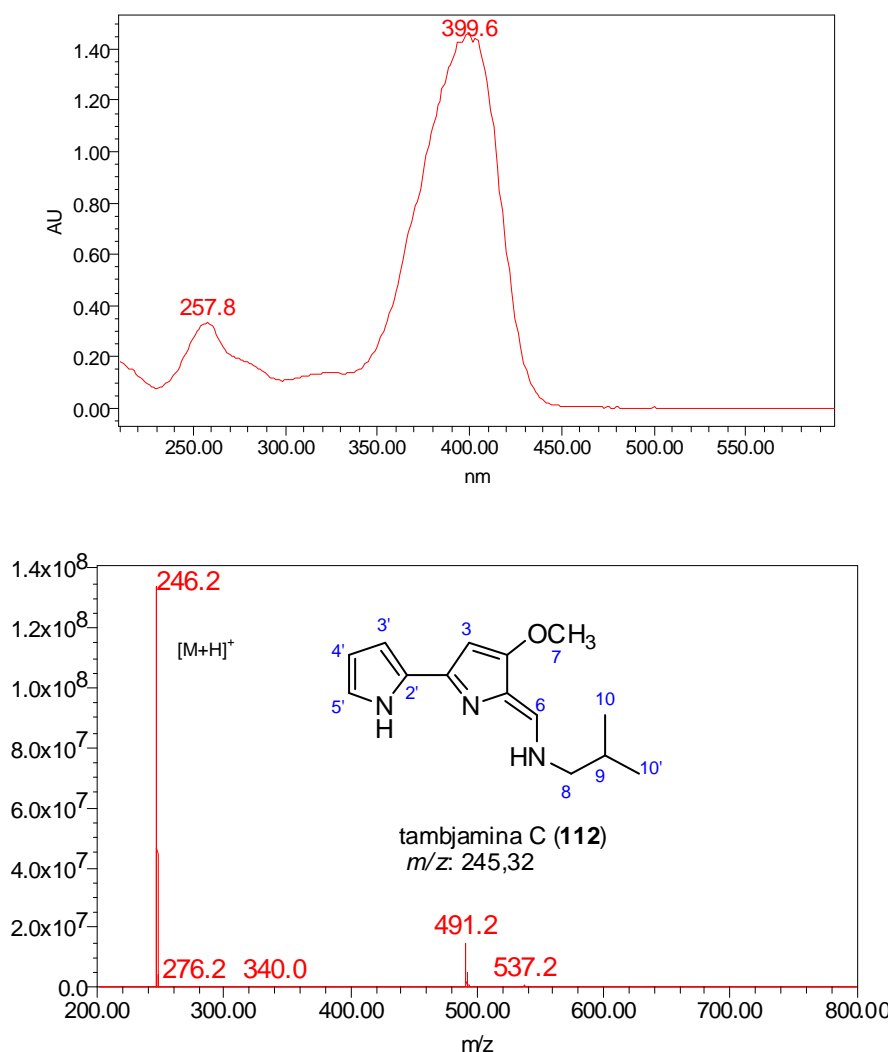 399.6
1.40
1.20
1.00
0.80
AU
0.60
257.8
0.40
0.20
0.00
250.00 300.00 350.00 400.00 450.00 500.00 550.00
nm
1.4x10⁸
246.2
1.2x10⁸
[M+H]⁺
3' 3 OCH₃
4' 7
1.0x10⁸
5' 2' N 6 10
N
H
8.0x10⁷
HN 9 10'
8
6.0x10⁷
tambjamina C (112)
m/z: 245,32
4.0x10⁷
2.0x10⁷
491.2
276.2 340.0 537.2
0.0
200.00 300.00 400.00 500.00 600.00 700.00 800.00
m/z